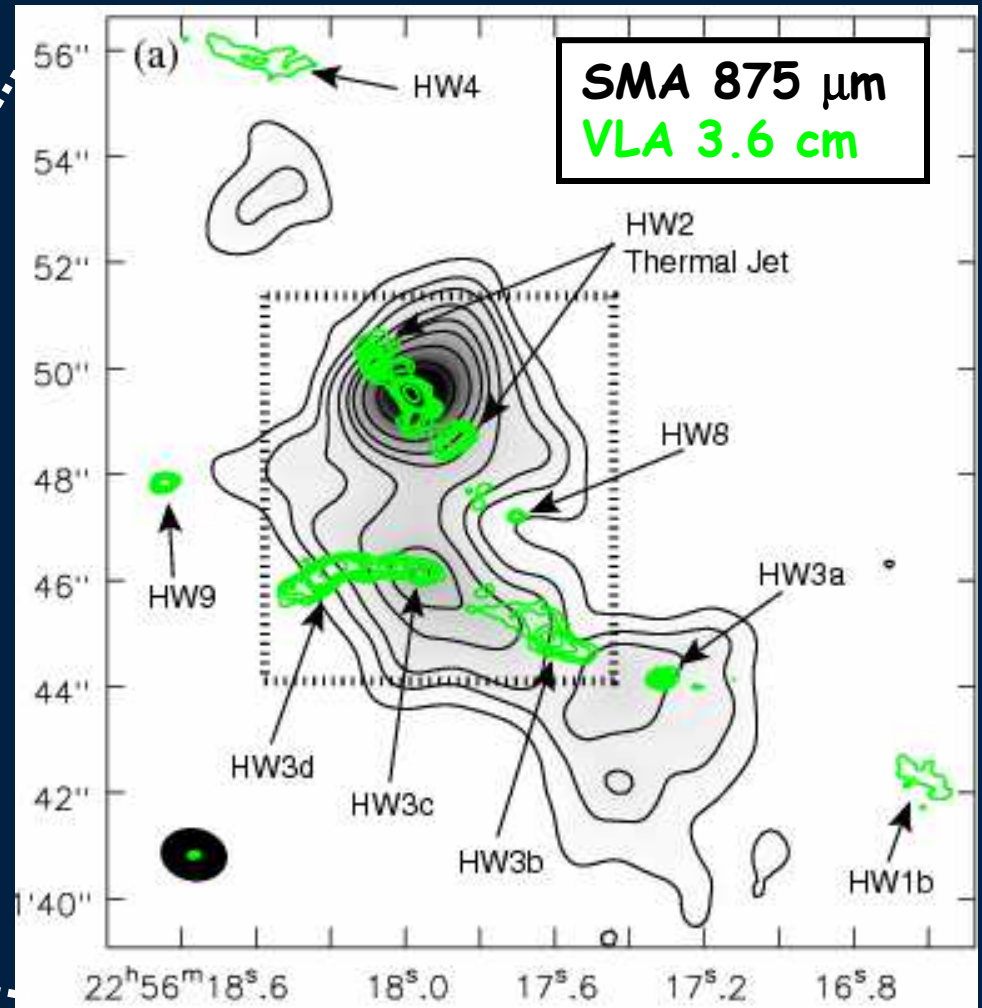 56"
(a)
SMA 875 μm
VLA 3.6 cm
HW4
54"
HW2
Thermal Jet
52"
50"
HW8
48"
HW9
HW3a
46"
44"
HW3d
HW3c
42"
HW3b
HW1b
1'40"
22ʰ56ᵐ18ˢ.6
18ˢ.0
17ˢ.6
17ˢ.2
16ˢ.8